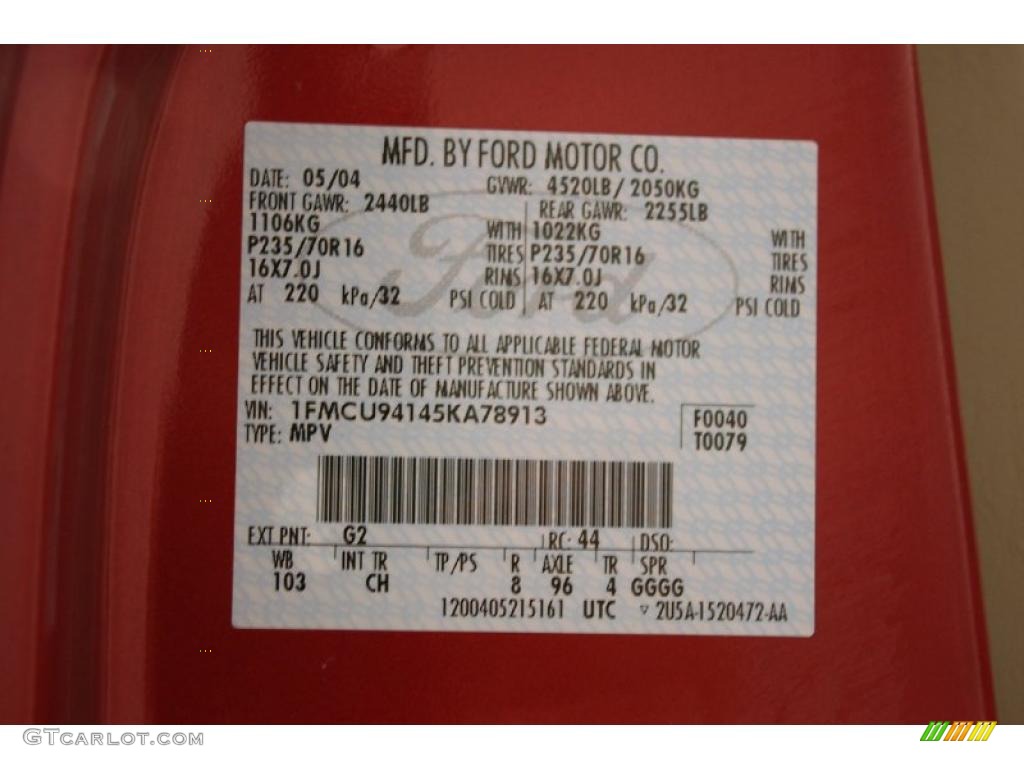 MFD. BY FORD MOTOR CO.
DATE: 05/04 GVWR: 4520LB/ 2050KG
FRONT GAWR: 2440LB REAR GAWR: 2255LB
1106KG WITH 1022KG WITH
P235/70R16 TIRES P235/70R16 TIRES
16X7.0J RIMS 16X7.0J RIMS
AT 220 kPa/32 PSI COLD AT 220 kPa/32 PSI COLD
Ford
THIS VEHICLE CONFORMS TO ALL APPLICABLE FEDERAL MOTOR
VEHICLE SAFETY AND THEFT PREVENTION STANDARDS IN
EFFECT ON THE DATE OF MANUFACTURE SHOWN ABOVE.
VIN: 1FMCU94145KA78913 F0040
TYPE: MPV T0079
EXT PNT: G2 RC: 44 DSO:
WB INT TR TP/PS R AXLE TR SPR
103 CH 8 96 4 GGGG
1200405215161 UTC ▽ 2U5A-1520472-AA
GTCARLOT.COM